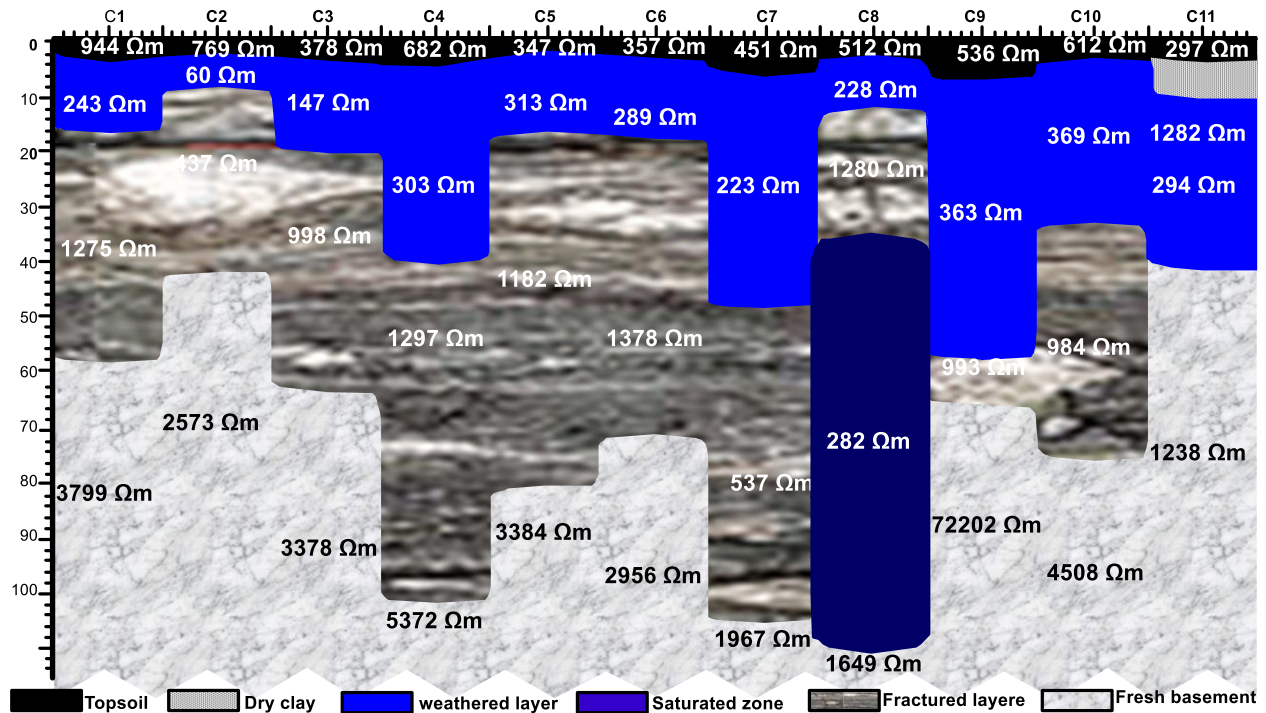 C1 C2 C3 C4 C5 C6 C7 C8 C9 C10 C11
0 944 Ωm 769 Ωm 378 Ωm 682 Ωm 347 Ωm 357 Ωm 451 Ωm 512 Ωm 536 Ωm 612 Ωm 297 Ωm
60 Ωm
228 Ωm
10 243 Ωm 147 Ωm 313 Ωm
289 Ωm
369 Ωm 1282 Ωm
20 437 Ωm 1280 Ωm
303 Ωm 223 Ωm 294 Ωm
30 363 Ωm
1275 Ωm 998 Ωm
40 1182 Ωm
50
1297 Ωm 1378 Ωm 984 Ωm
60 993 Ωm
70 2573 Ωm
282 Ωm 1238 Ωm
80 3799 Ωm 537 Ωm
90 3378 Ωm 3384 Ωm 72202 Ωm
100 2956 Ωm 4508 Ωm
5372 Ωm
1967 Ωm
1649 Ωm
Topsoil Dry clay weathered layer Saturated zone Fractured layere Fresh basement